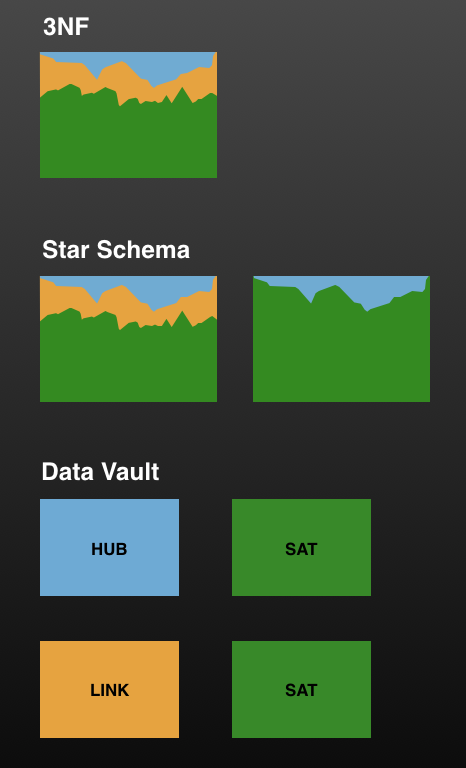 3NF
Star Schema
Data Vault
HUB
SAT
LINK
SAT